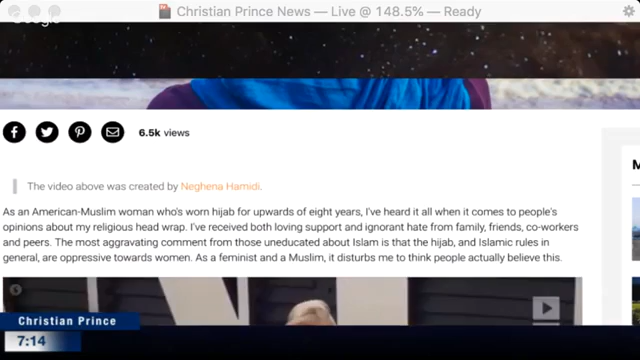 Christian Prince News — Live @ 148.5% — Ready
Google
6.5k views
The video above was created by Neghena Hamidi.
As an American-Muslim woman who's worn hijab for upwards of eight years, I've heard it all when it comes to people's
opinions about my religious head wrap. I've received both loving support and ignorant hate from family, friends, co-workers
and peers. The most aggravating comment from those uneducated about Islam is that the hijab, and Islamic rules in
general, are oppressive towards women. As a feminist and a Muslim, it disturbs me to think people actually believe this.
M
Christian Prince
7:14